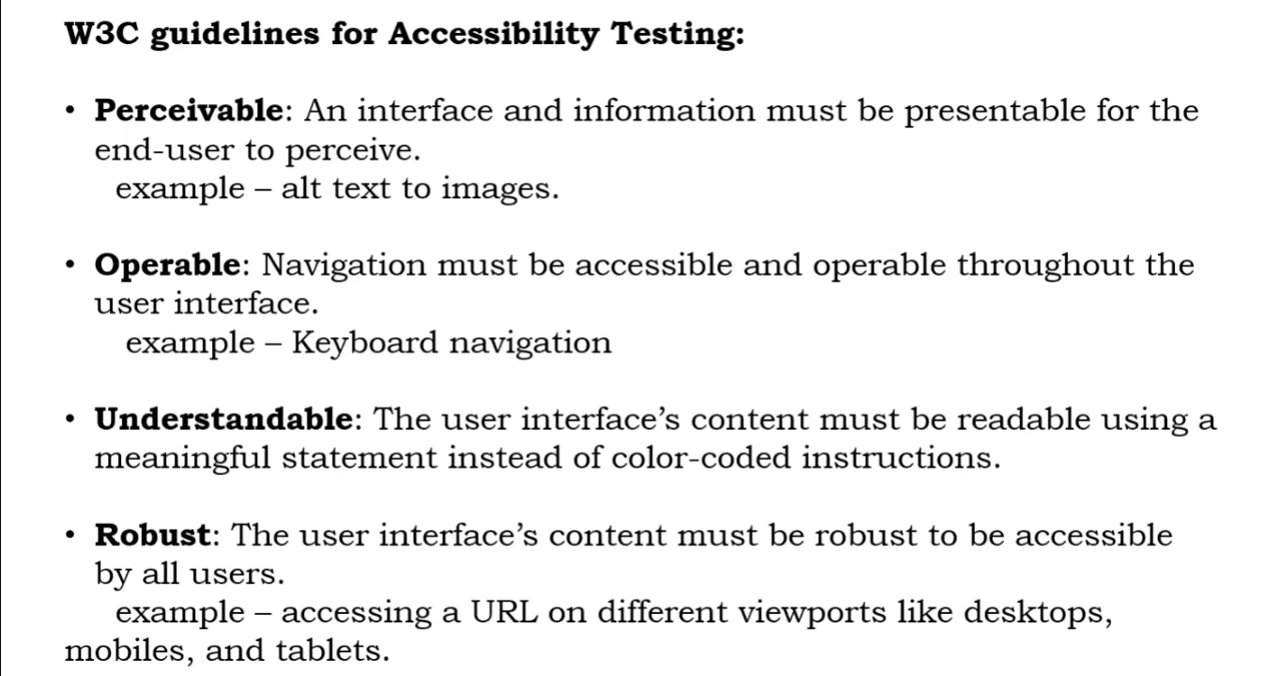 W3C guidelines for Accessibility Testing:
• Perceivable: An interface and information must be presentable for the
end-user to perceive.
example – alt text to images.
• Operable: Navigation must be accessible and operable throughout the
user interface.
example – Keyboard navigation
• Understandable: The user interface’s content must be readable using a
meaningful statement instead of color-coded instructions.
• Robust: The user interface’s content must be robust to be accessible
by all users.
example – accessing a URL on different viewports like desktops,
mobiles, and tablets.